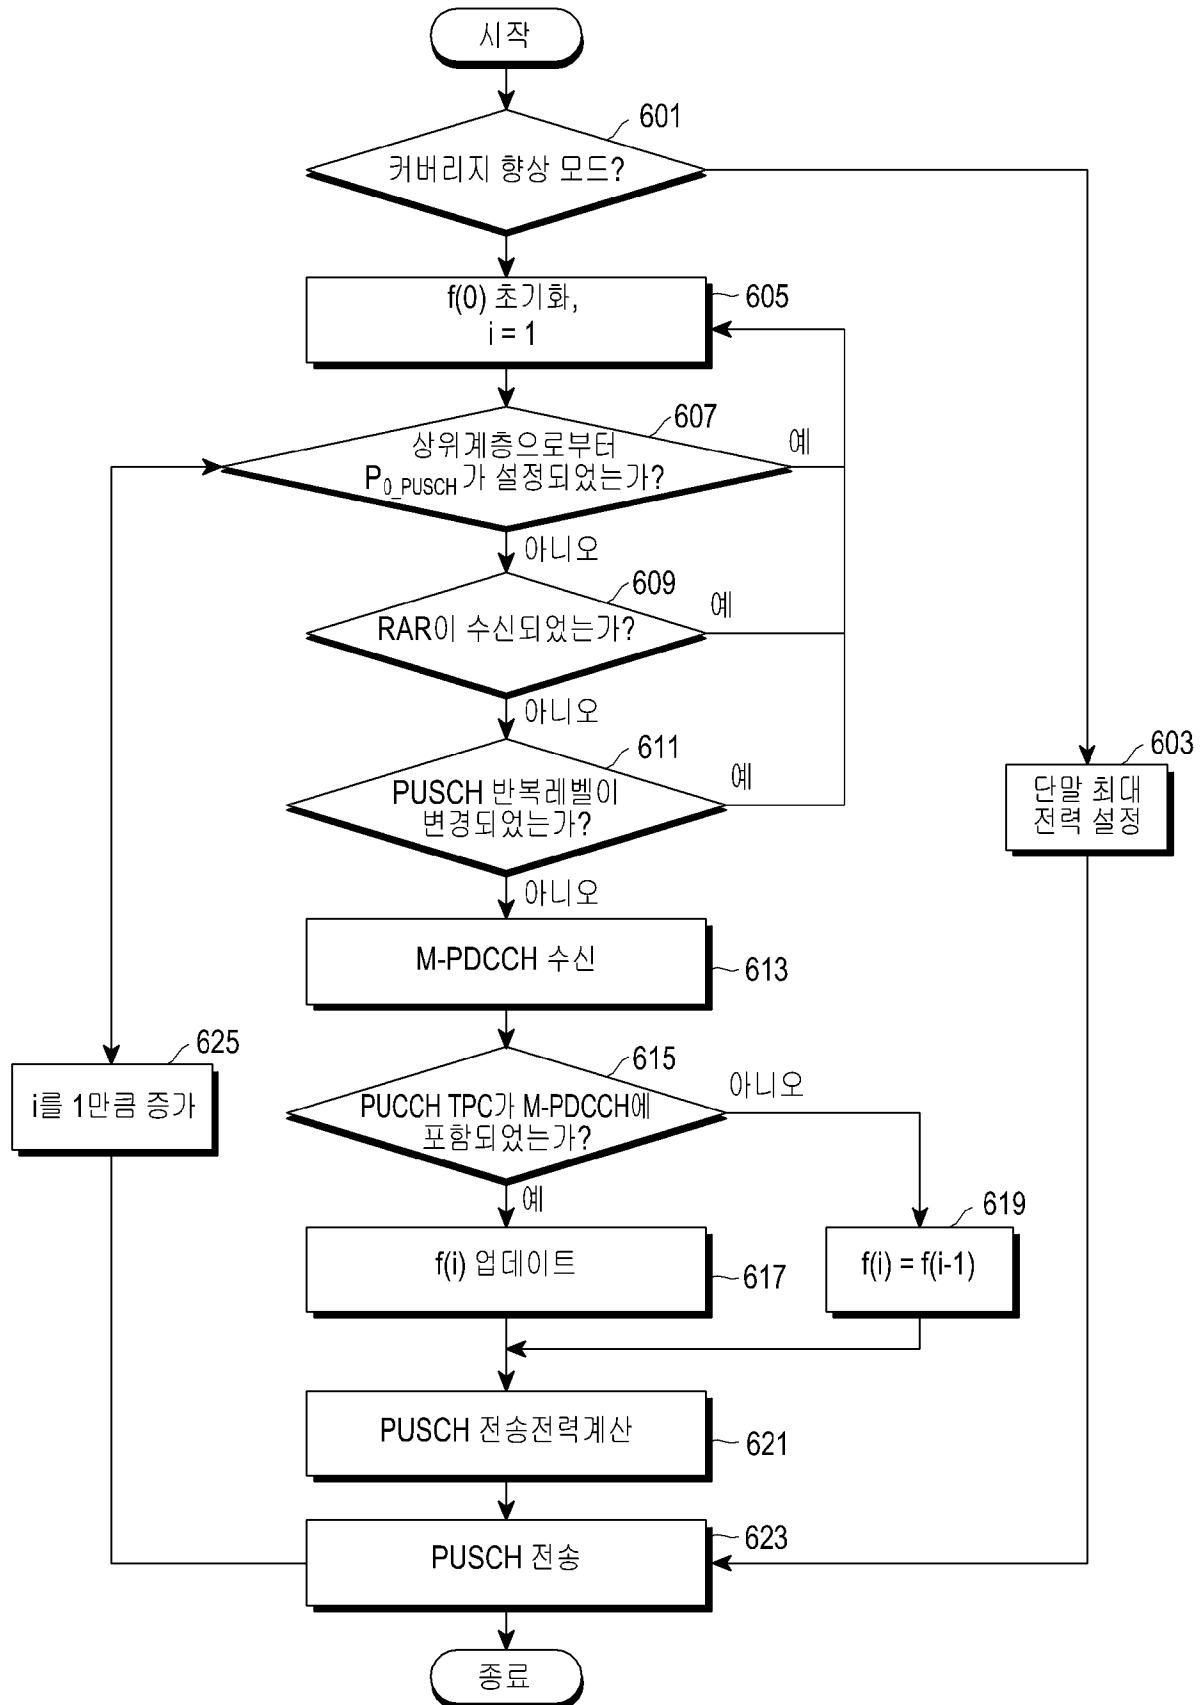 시작
601
커버리지 향상 모드?
f(0) 초기화,
i = 1
605
607
상위계층으로부터
P0_PUSCH가 설정되었는가?
예
아니오
609
RAR이 수신되었는가?
예
아니오
611
PUSCH 반복레벨이
변경되었는가?
예
603
단말 최대
전력 설정
아니오
M-PDCCH 수신
613
625
i를 1만큼 증가
615
PUCCH TPC가 M-PDCCH에
포함되었는가?
아니오
예
f(i) 업데이트
617
619
f(i) = f(i-1)
PUSCH 전송전력계산
621
PUSCH 전송
623
종료